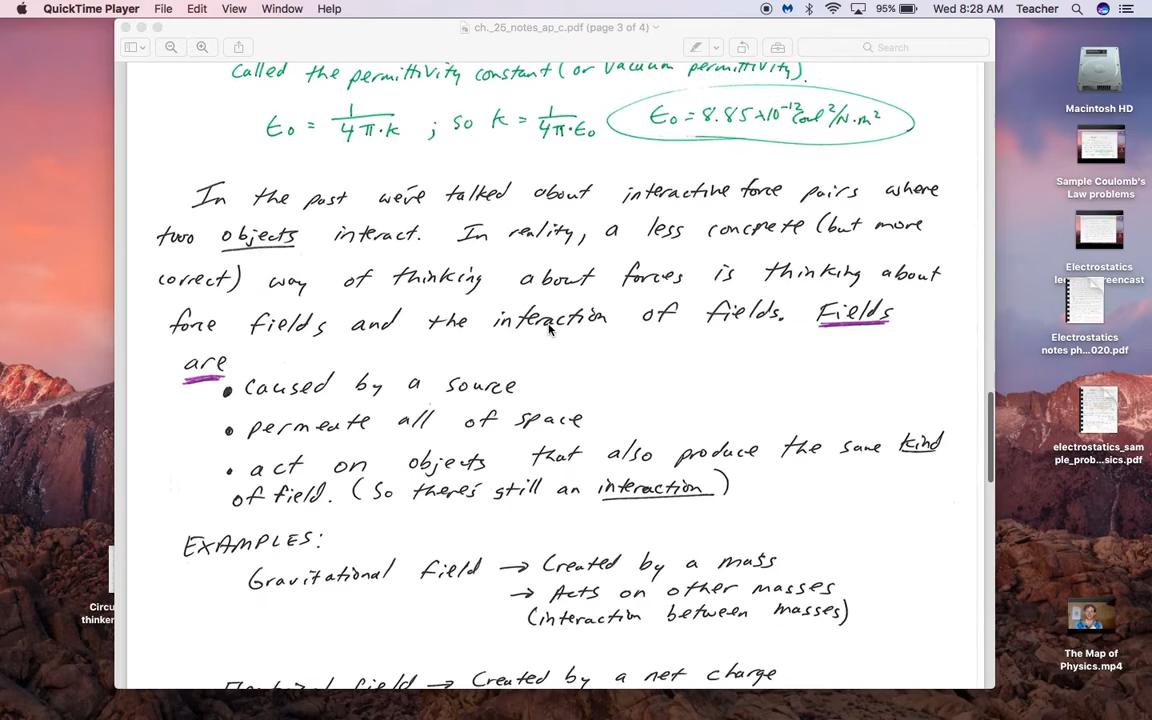 QuickTime Player File Edit View Window Help 95% Wed 8:28 AM Teacher
ch._25_notes_ap_c.pdf (page 3 of 4)
Search
Called the permittivity constant (or vacuum permittivity).
ε₀ = 1/4π·k ; so k = 1/4π·ε₀ ε₀ = 8.85×10⁻¹² Coul²/N·m²
In the past we've talked about interactive force pairs where
two objects interact. In reality, a less concrete (but more
correct) way of thinking about forces is thinking about
force fields and the interaction of fields. Fields
are
• caused by a source
• permeate all of space
• act on objects that also produce the same kind
of field. (So there's still an interaction)
EXAMPLES:
Gravitational field → Created by a mass
→ Acts on other masses
(interaction between masses)
field → Created by a net charge
Macintosh HD
Sample Coulomb's
Law problems
Electrostatics
le
reencast
Electrostatics
notes ph...020.pdf
electrostatics_sam
ple_prob...sics.pdf
The Map of
Physics.mp4
Circu
thinker